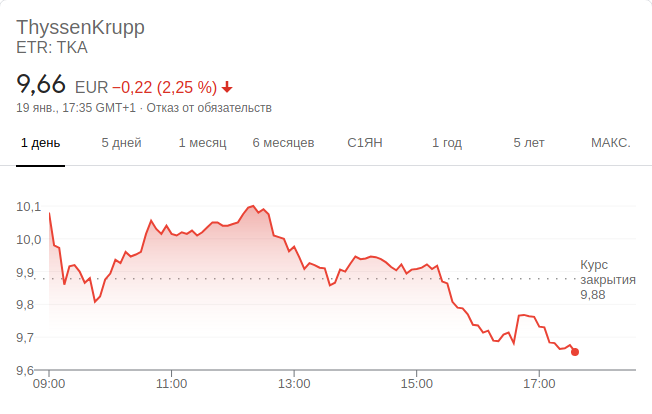 ThyssenKrupp
ETR: TKA
9,66 EUR −0,22 (2,25 %)
19 янв., 17:35 GMT+1 · Отказ от обязательств
1 день 5 дней 1 месяц 6 месяцев С1ЯН 1 год 5 лет МАКС.
10,1
10,0
9,9
9,8
9,7
9,6
Курс
закрытия
9,88
09:00 11:00 13:00 15:00 17:00